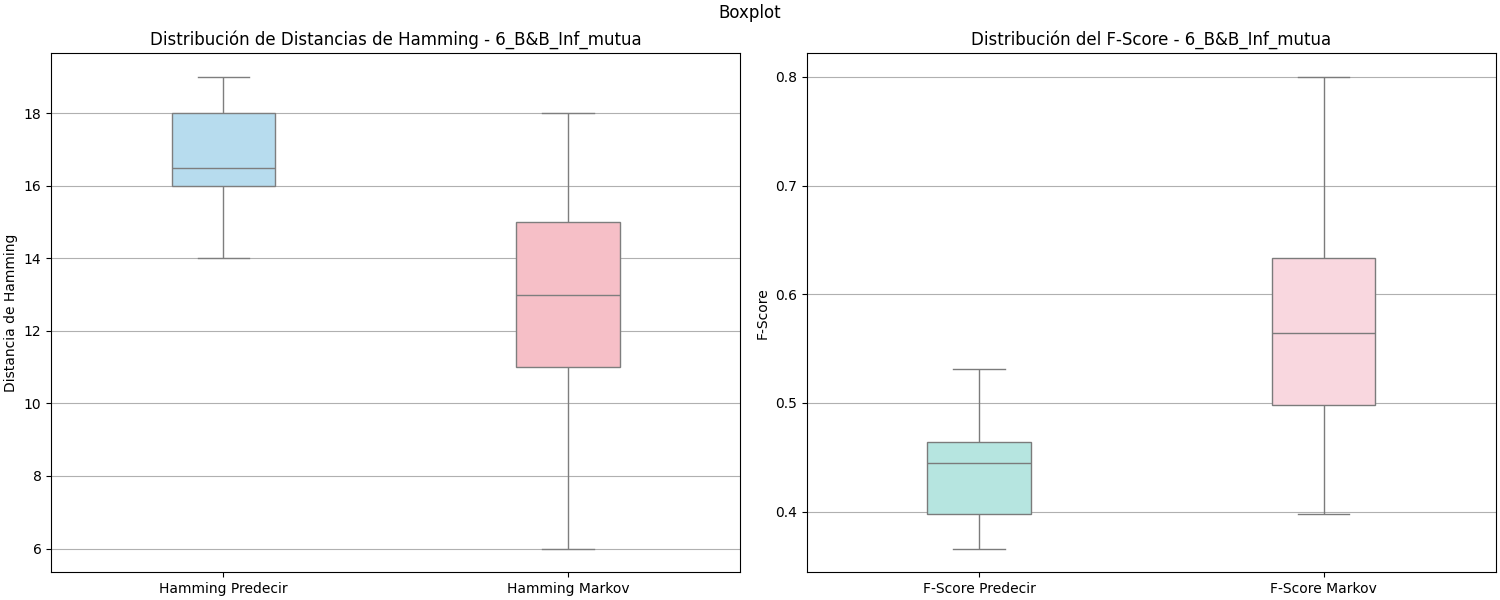 Boxplot
Distribución de Distancias de Hamming - 6_B&B_Inf_mutua
Distancia de Hamming
18
16
14
12
10
8
6
Hamming Predecir
Hamming Markov
Distribución del F-Score - 6_B&B_Inf_mutua
F-Score
0.8
0.7
0.6
0.5
0.4
F-Score Predecir
F-Score Markov